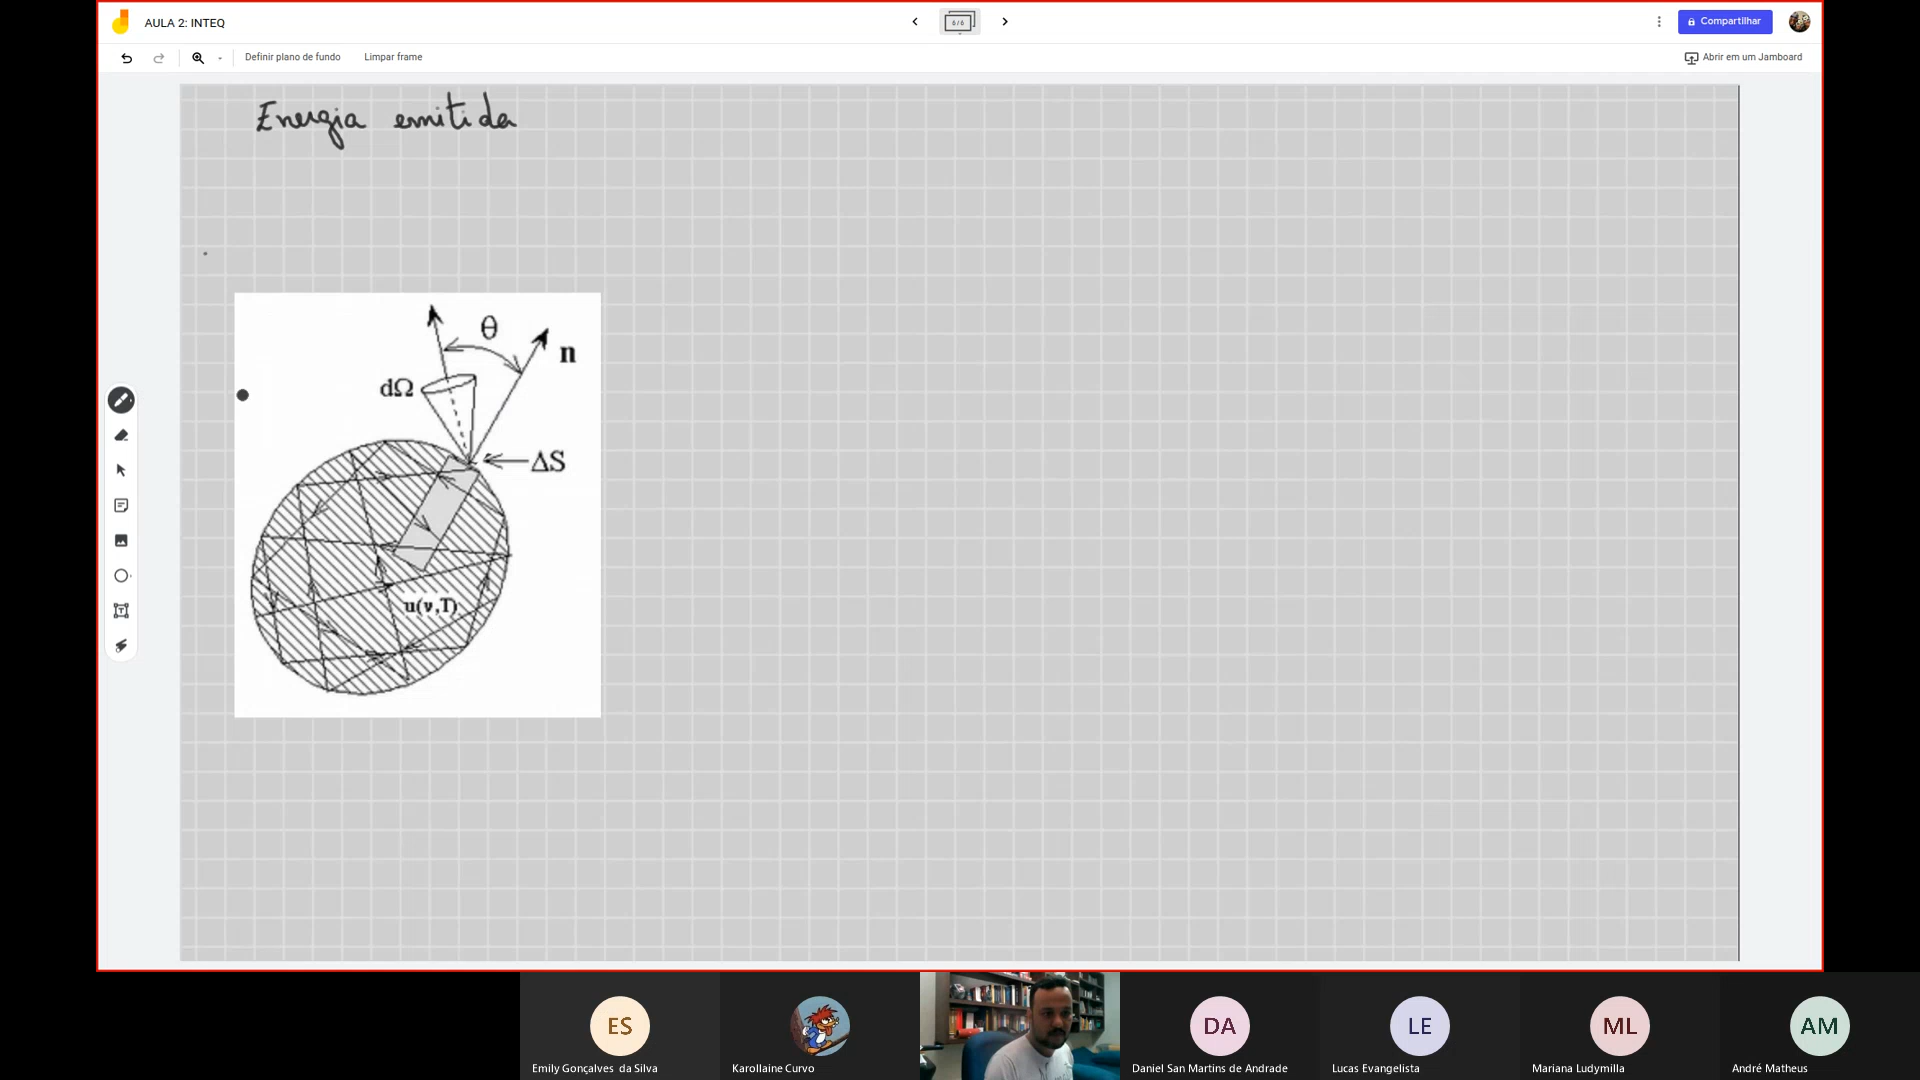 AULA 2: INTEQ
6/6
Compartilhar
Definir plano de fundo
Limpar frame
Abrir em um Jamboard
Energia emitida
θ
n
dΩ
ΔS
u(ν,T)
ES
DA
LE
ML
AM
Emily Gonçalves da Silva
Karollaine Curvo
Daniel San Martins de Andrade
Lucas Evangelista
Mariana Ludymilla
André Matheus